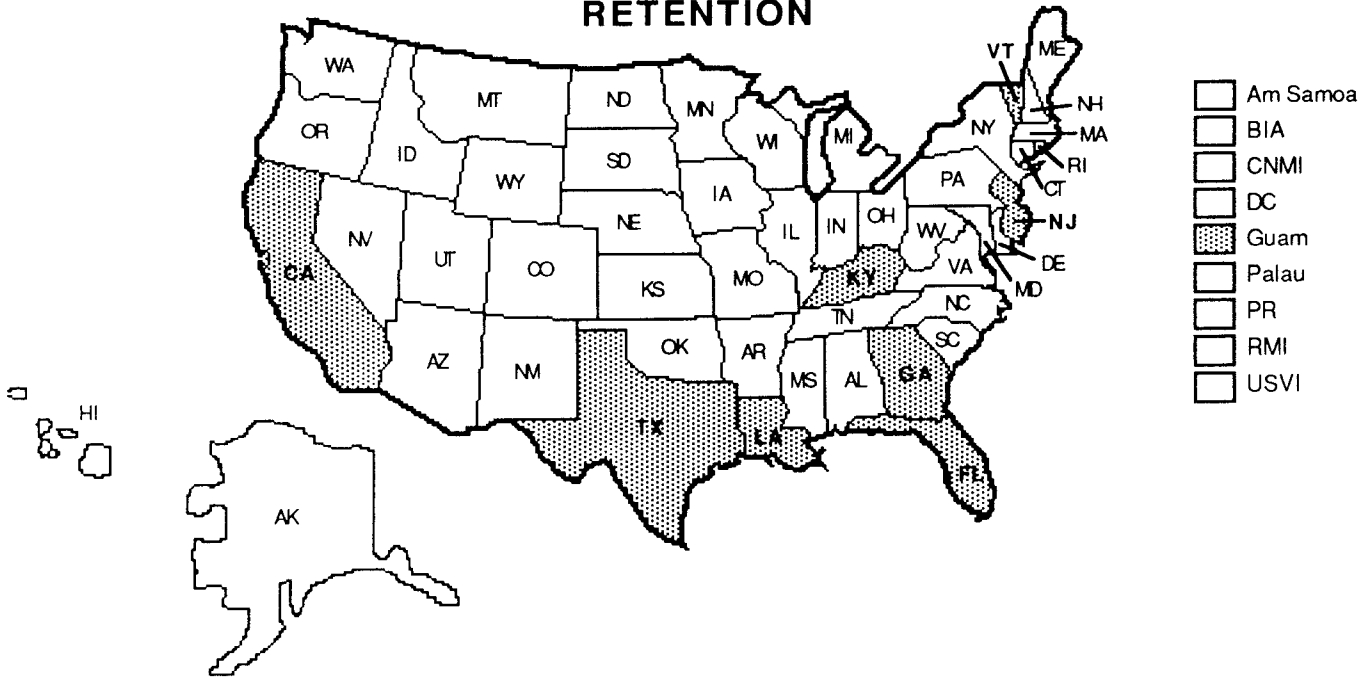 RETENTION
WA
MT
ND
MN
VT
ME
OR
ID
SD
WI
MI
NY
NH
MA
WY
IA
PA
RI
CT
NV
UT
CO
NE
IL
IN
OH
WV
NJ
CA
KS
MO
KY
VA
DE
MD
AZ
NM
OK
AR
TN
NC
SC
MS
AL
GA
TX
LA
FL
HI
AK
Am Samoa
BIA
CNMI
DC
Guam
Palau
PR
RMI
USVI